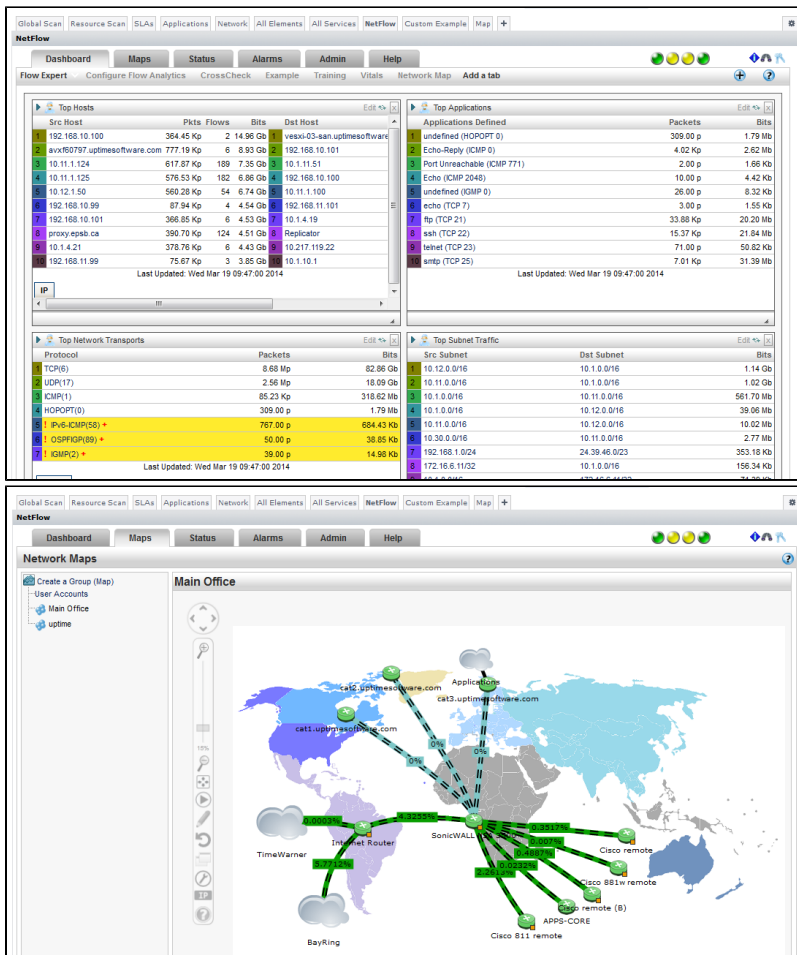 Global Scan Resource Scan SLAs Applications Network All Elements All Services NetFlow Custom Example Map +
NetFlow
Dashboard Maps Status Alarms Admin Help
Flow Expert Configure Flow Analytics CrossCheck Example Training Vitals Network Map Add a tab
Top Hosts Edit
Src Host Pkts Flows Bits Dst Host
1 192.168.10.100 364.45 Kp 2 14.96 Gb 1 vesxi-03-san.uptimesoftware
2 avxf60797.uptimesoftware.com 777.19 Kp 6 8.93 Gb 2 192.168.10.101
3 10.11.1.124 617.87 Kp 189 7.35 Gb 3 10.1.11.51
4 10.11.1.125 576.53 Kp 182 6.86 Gb 4 192.168.10.100
5 10.12.1.50 560.28 Kp 54 6.74 Gb 5 10.11.1.100
6 192.168.10.99 87.94 Kp 4 4.54 Gb 6 192.168.11.101
7 192.168.10.101 366.85 Kp 6 4.53 Gb 7 10.1.4.19
8 proxy.epsb.ca 390.70 Kp 124 4.51 Gb 8 Replicator
9 10.1.4.21 378.76 Kp 6 4.43 Gb 9 10.217.119.22
10 192.168.11.99 75.67 Kp 3 3.85 Gb 10 10.1.10.1
Last Updated: Wed Mar 19 09:47:00 2014
IP
Top Applications Edit
Applications Defined Packets Bits
1 undefined (HOPOPT 0) 309.00 p 1.79 Mb
2 Echo-Reply (ICMP 0) 4.02 Kp 2.62 Mb
3 Port Unreachable (ICMP 771) 2.00 p 1.66 Kb
4 Echo (ICMP 2048) 10.00 p 4.42 Kb
5 undefined (IGMP 0) 26.00 p 8.32 Kb
6 echo (TCP 7) 3.00 p 1.55 Kb
7 ftp (TCP 21) 33.88 Kp 20.20 Mb
8 ssh (TCP 22) 15.37 Kp 21.84 Mb
9 telnet (TCP 23) 71.00 p 50.82 Kb
10 smtp (TCP 25) 7.01 Kp 31.39 Mb
Last Updated: Wed Mar 19 09:47:00 2014
Top Network Transports Edit
Protocol Packets Bits
1 TCP(6) 8.68 Mp 82.86 Gb
2 UDP(17) 2.56 Mp 18.09 Gb
3 ICMP(1) 85.23 Kp 318.62 Mb
4 HOPOPT(0) 309.00 p 1.79 Mb
5 ! IPv6-ICMP(58) + 767.00 p 684.43 Kb
6 ! OSPFIGP(89) + 50.00 p 38.85 Kb
7 ! IGMP(2) + 39.00 p 14.98 Kb
Last Updated: Wed Mar 19 09:47:00 2014
Top Subnet Traffic Edit
Src Subnet Dst Subnet Bits
1 10.12.0.0/16 10.1.0.0/16 1.14 Gb
2 10.11.0.0/16 10.1.0.0/16 1.02 Gb
3 10.1.0.0/16 10.11.0.0/16 561.70 Mb
4 10.1.0.0/16 10.12.0.0/16 39.06 Mb
5 10.11.0.0/16 10.12.0.0/16 10.02 Mb
6 10.30.0.0/16 10.11.0.0/16 2.77 Mb
7 192.168.1.0/24 24.39.46.0/23 353.18 Kb
8 172.16.6.11/32 10.1.0.0/16 156.34 Kb
Global Scan Resource Scan SLAs Applications Network All Elements All Services NetFlow Custom Example Map +
NetFlow
Dashboard Maps Status Alarms Admin Help
Network Maps
Create a Group (Map)
User Accounts
Main Office
uptime
Main Office
15%
IP
Applications
cat2.uptimesoftware.com
cat3.uptimesoftware.com
cat1.uptimesoftware.com
0%
0%
0%
0.0003%
4.3255%
0.3517%
TimeWarner
Internet Router
SonicWALL
0.007%
Cisco remote
0.4887%
5.7712%
0.0232%
2.2613%
Cisco 881w remote
Cisco remote (B)
APPS-CORE
Cisco 811 remote
BayRing